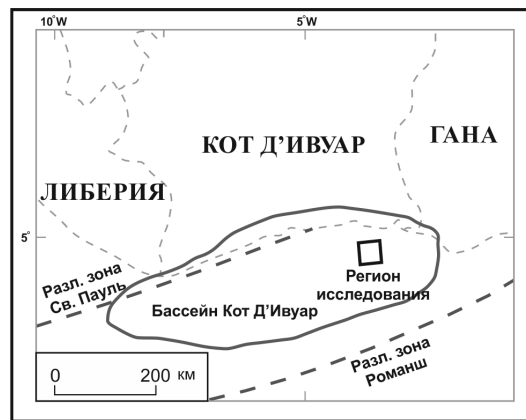 10°W
5°W
КОТ Д’ИВУАР
ГАНА
ЛИБЕРИЯ
5°
Разл. зона
Св. Пауль
Регион
исследования
Бассейн Кот Д’Ивуар
Разл. зона
Романш
0 200 км